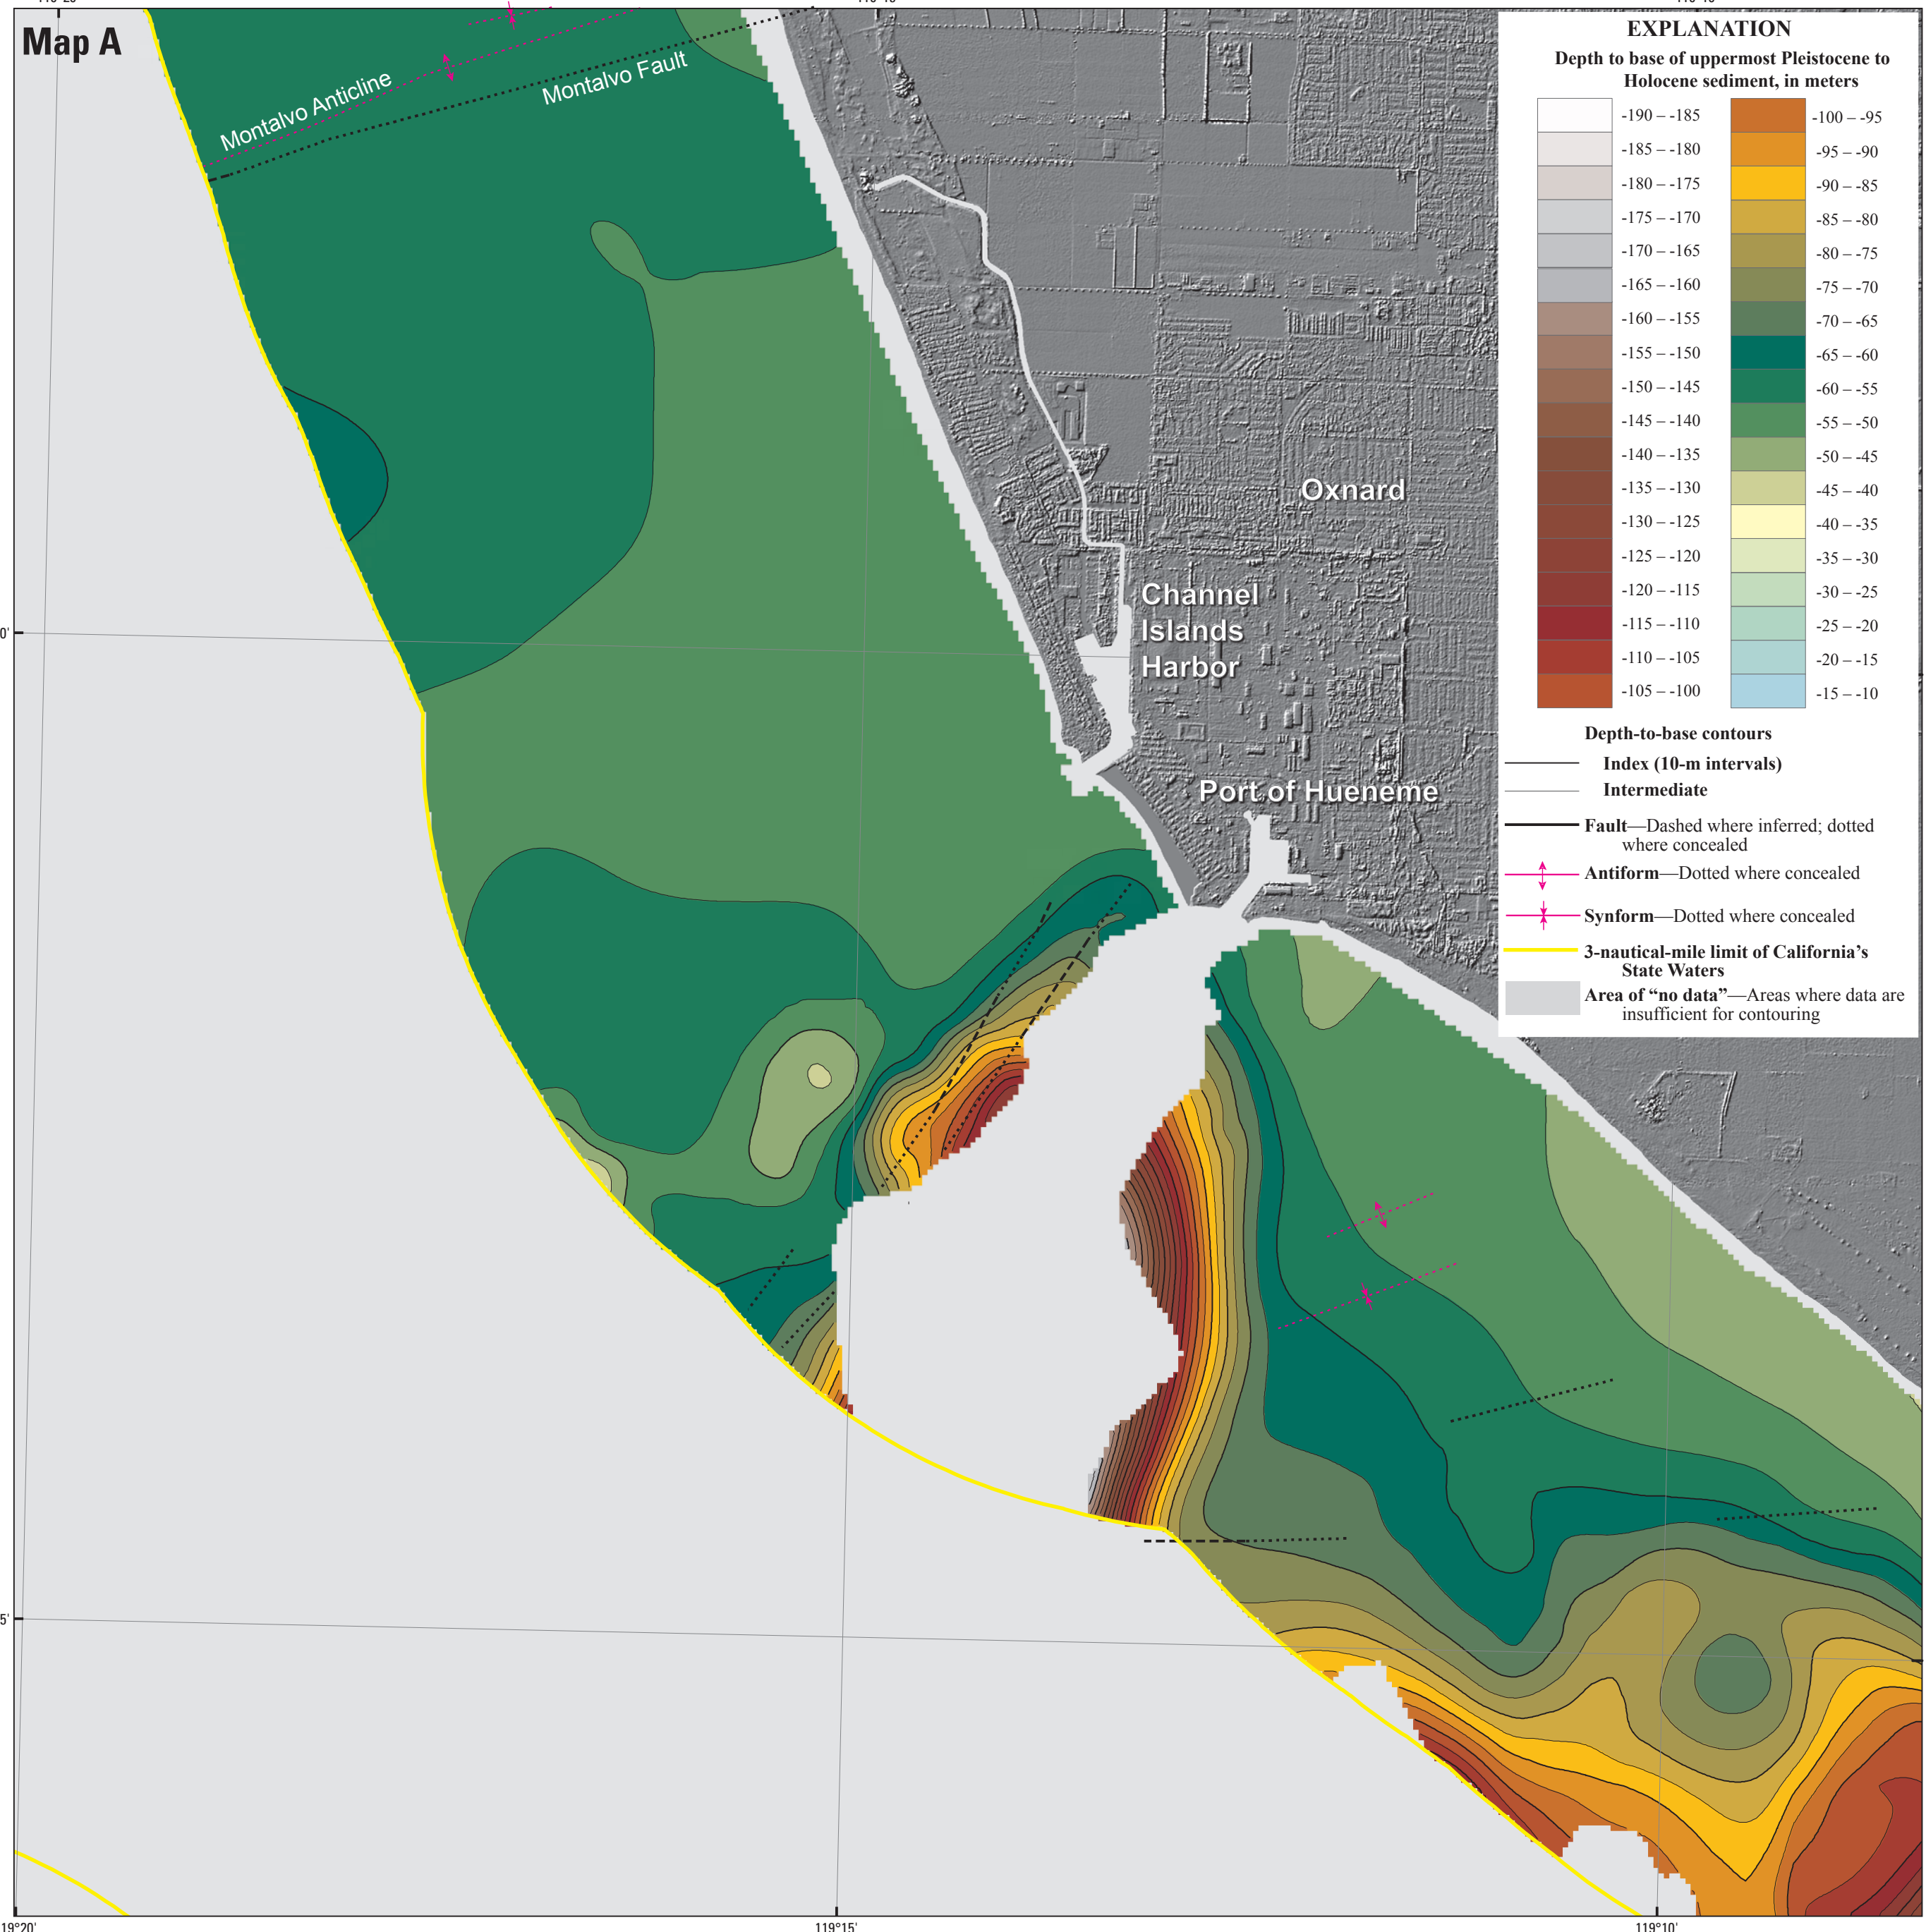 Map A
Montalvo Anticline
Montalvo Fault
Oxnard
Channel
Islands
Harbor
Port of Hueneme
EXPLANATION
Depth to base of uppermost Pleistocene to
Holocene sediment, in meters
-190 – -185
-185 – -180
-180 – -175
-175 – -170
-170 – -165
-165 – -160
-160 – -155
-155 – -150
-150 – -145
-145 – -140
-140 – -135
-135 – -130
-130 – -125
-125 – -120
-120 – -115
-115 – -110
-110 – -105
-105 – -100
-100 – -95
-95 – -90
-90 – -85
-85 – -80
-80 – -75
-75 – -70
-70 – -65
-65 – -60
-60 – -55
-55 – -50
-50 – -45
-45 – -40
-40 – -35
-35 – -30
-30 – -25
-25 – -20
-20 – -15
-15 – -10
Depth-to-base contours
Index (10-m intervals)
Intermediate
Fault—Dashed where inferred; dotted
where concealed
Antiform—Dotted where concealed
Synform—Dotted where concealed
3-nautical-mile limit of California’s
State Waters
Area of “no data”—Areas where data are
insufficient for contouring
0'
5'
19°20'
119°15'
119°10'